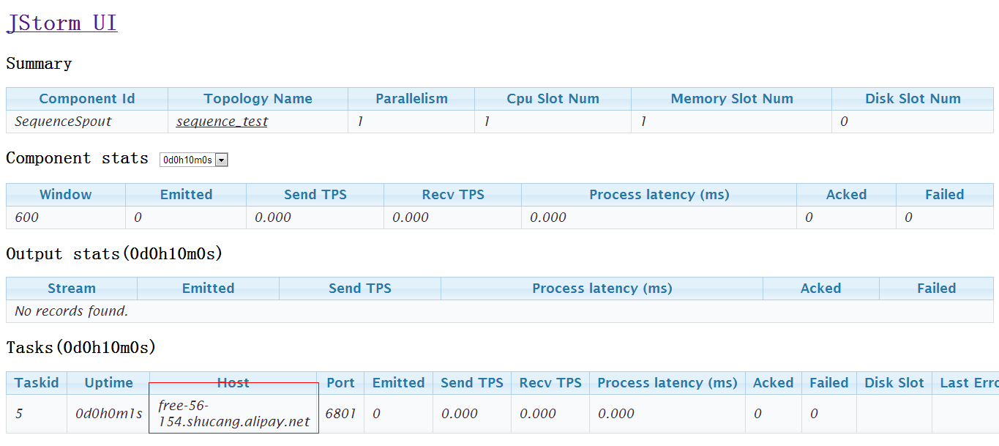 JStorm UI
Summary
Component Id Topology Name Parallelism Cpu Slot Num Memory Slot Num Disk Slot Num
SequenceSpout sequence_test 1 1 1 0
Component stats 0d0h10m0s
Window Emitted Send TPS Recv TPS Process latency (ms) Acked Failed
600 0 0.000 0.000 0.000 0 0
Output stats(0d0h10m0s)
Stream Emitted Send TPS Process latency (ms) Acked Failed
No records found.
Tasks(0d0h10m0s)
Taskid Uptime Host Port Emitted Send TPS Recv TPS Process latency (ms) Acked Failed Disk Slot Last Erro
5 0d0h0m1s free-56-
154.shucang.alipay.net 6801 0 0.000 0.000 0.000 0 0